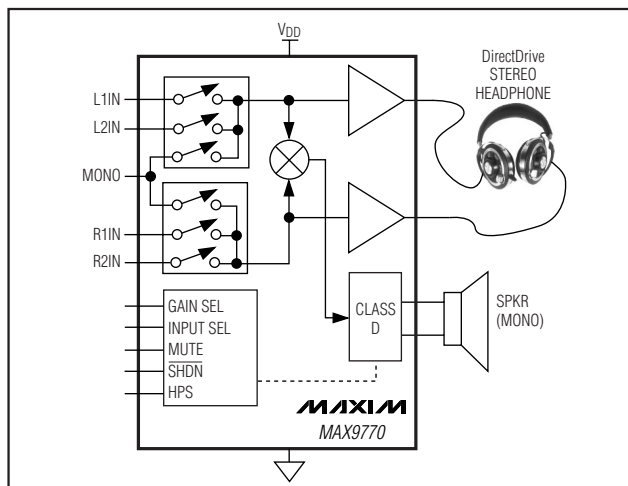 VDD
DirectDrive
STEREO
HEADPHONE
L1IN
L2IN
MONO
R1IN
R2IN
GAIN SEL
INPUT SEL
MUTE
SHDN
HPS
CLASS
D
SPKR
(MONO)
MAXIM
MAX9770